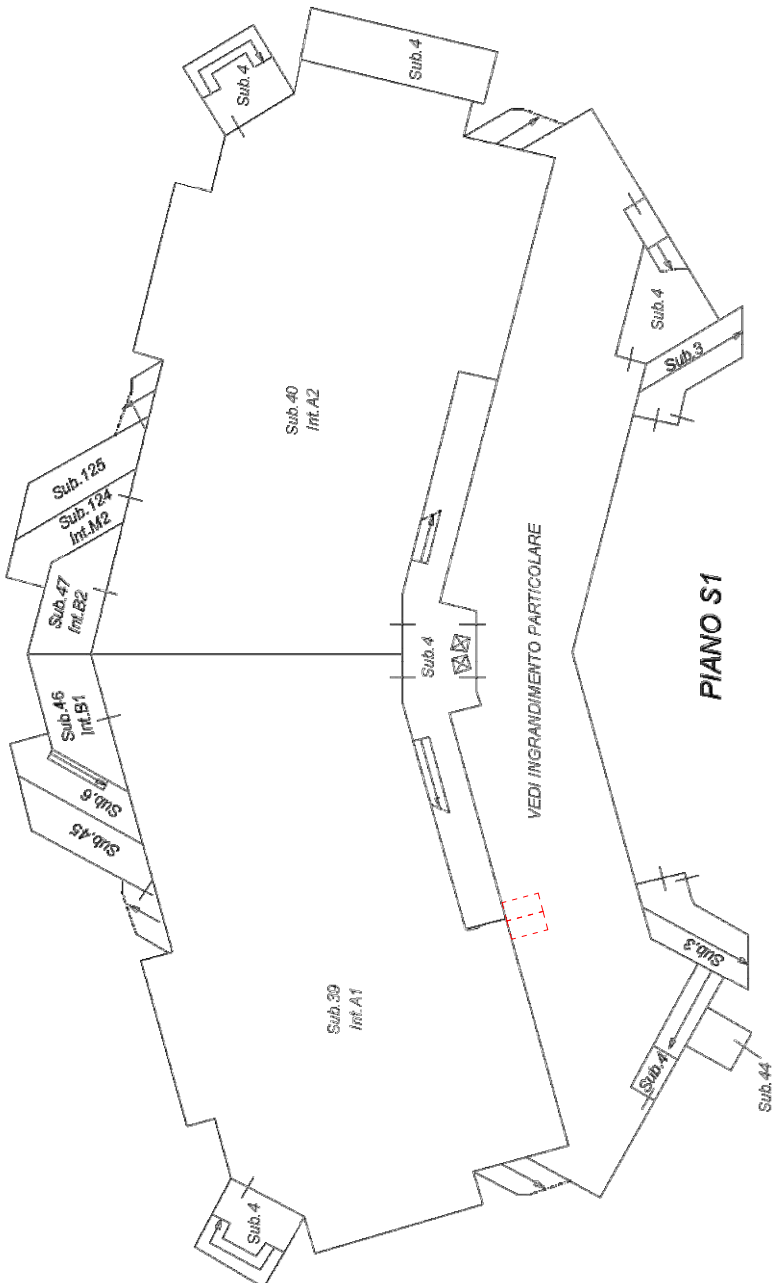 Sub.4
Sub.4
Sub.4
Sub.3
Sub.125
Sub.124
Int.M2
Sub.47
Int.B2
Sub.40
Int.A2
Sub.4
Sub.46
Int.B1
Sub.6
Sub.45
VEDI INGRANDIMENTO PARTICOLARE
PIANO S1
Sub.39
Int.A1
Sub.3
Sub.4
Sub.44
Sub.4